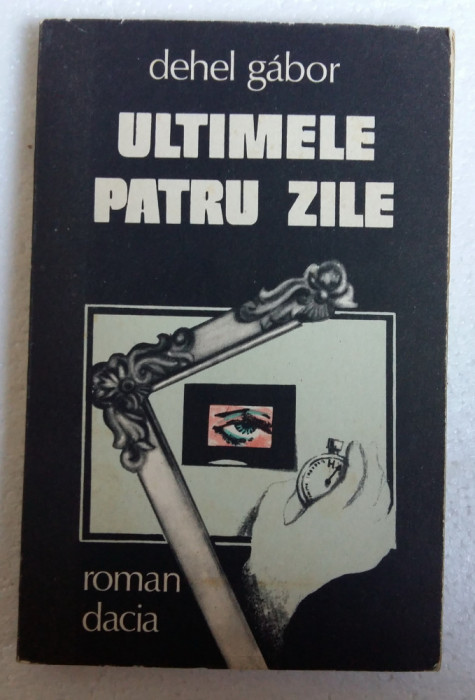 dehel gábor
ULTIMELE
PATRU ZILE
roman
dacia